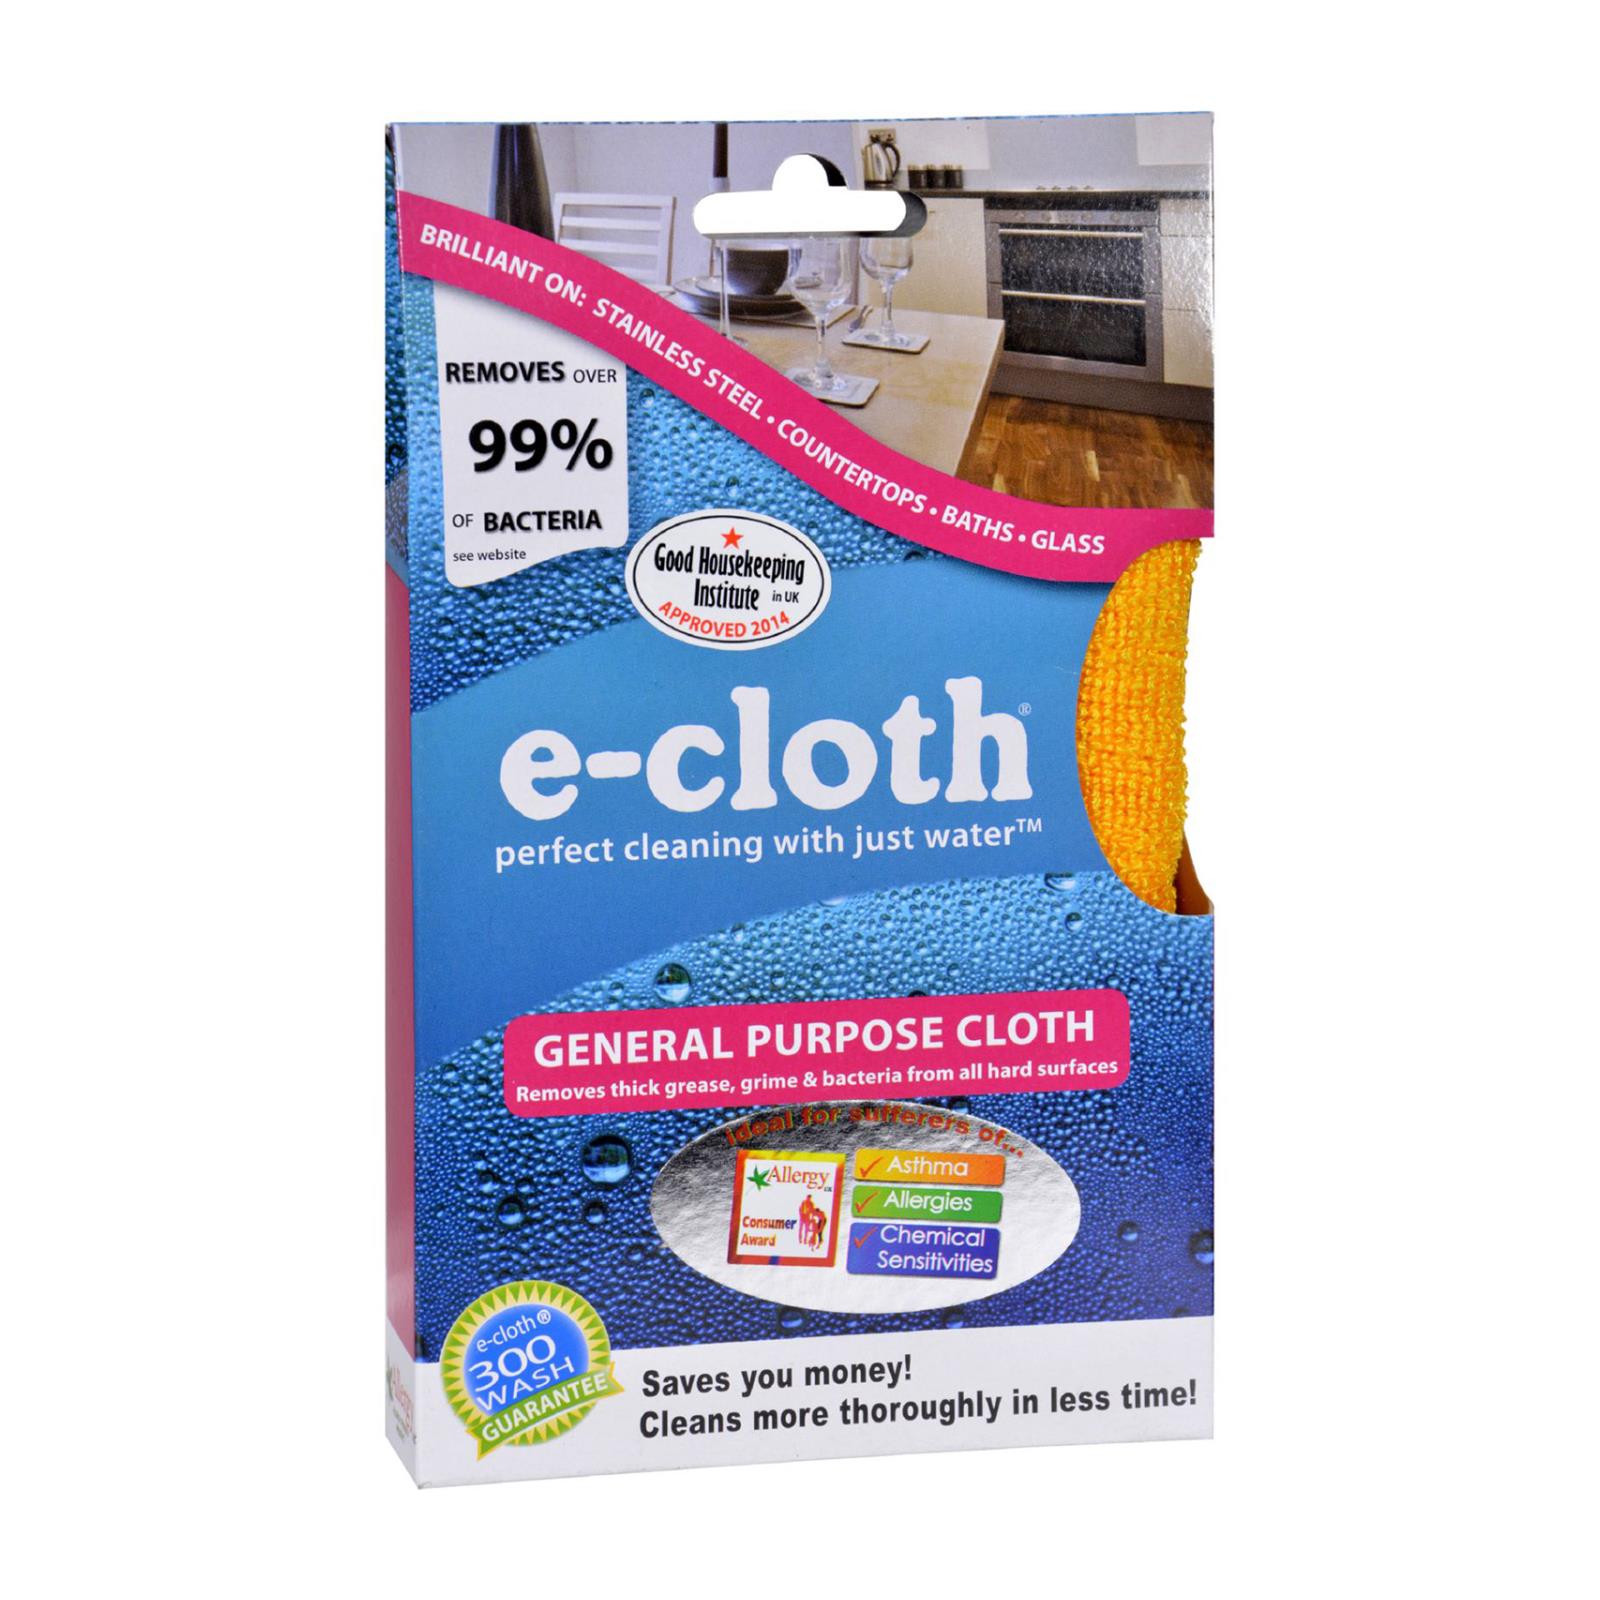 BRILLIANT ON: STAINLESS STEEL • COUNTERTOPS • BATHS • GLASS
REMOVES OVER
99%
OF BACTERIA
see website
Good Housekeeping
Institute in UK
APPROVED 2014
e-cloth®
perfect cleaning with just water™
GENERAL PURPOSE CLOTH
Removes thick grease, grime & bacteria from all hard surfaces
ideal for sufferers of...
Allergy UK
Consumer
Award
Asthma
Allergies
Chemical
Sensitivities
e-cloth®
300
WASH
GUARANTEE
Saves you money!
Cleans more thoroughly in less time!
Allergy